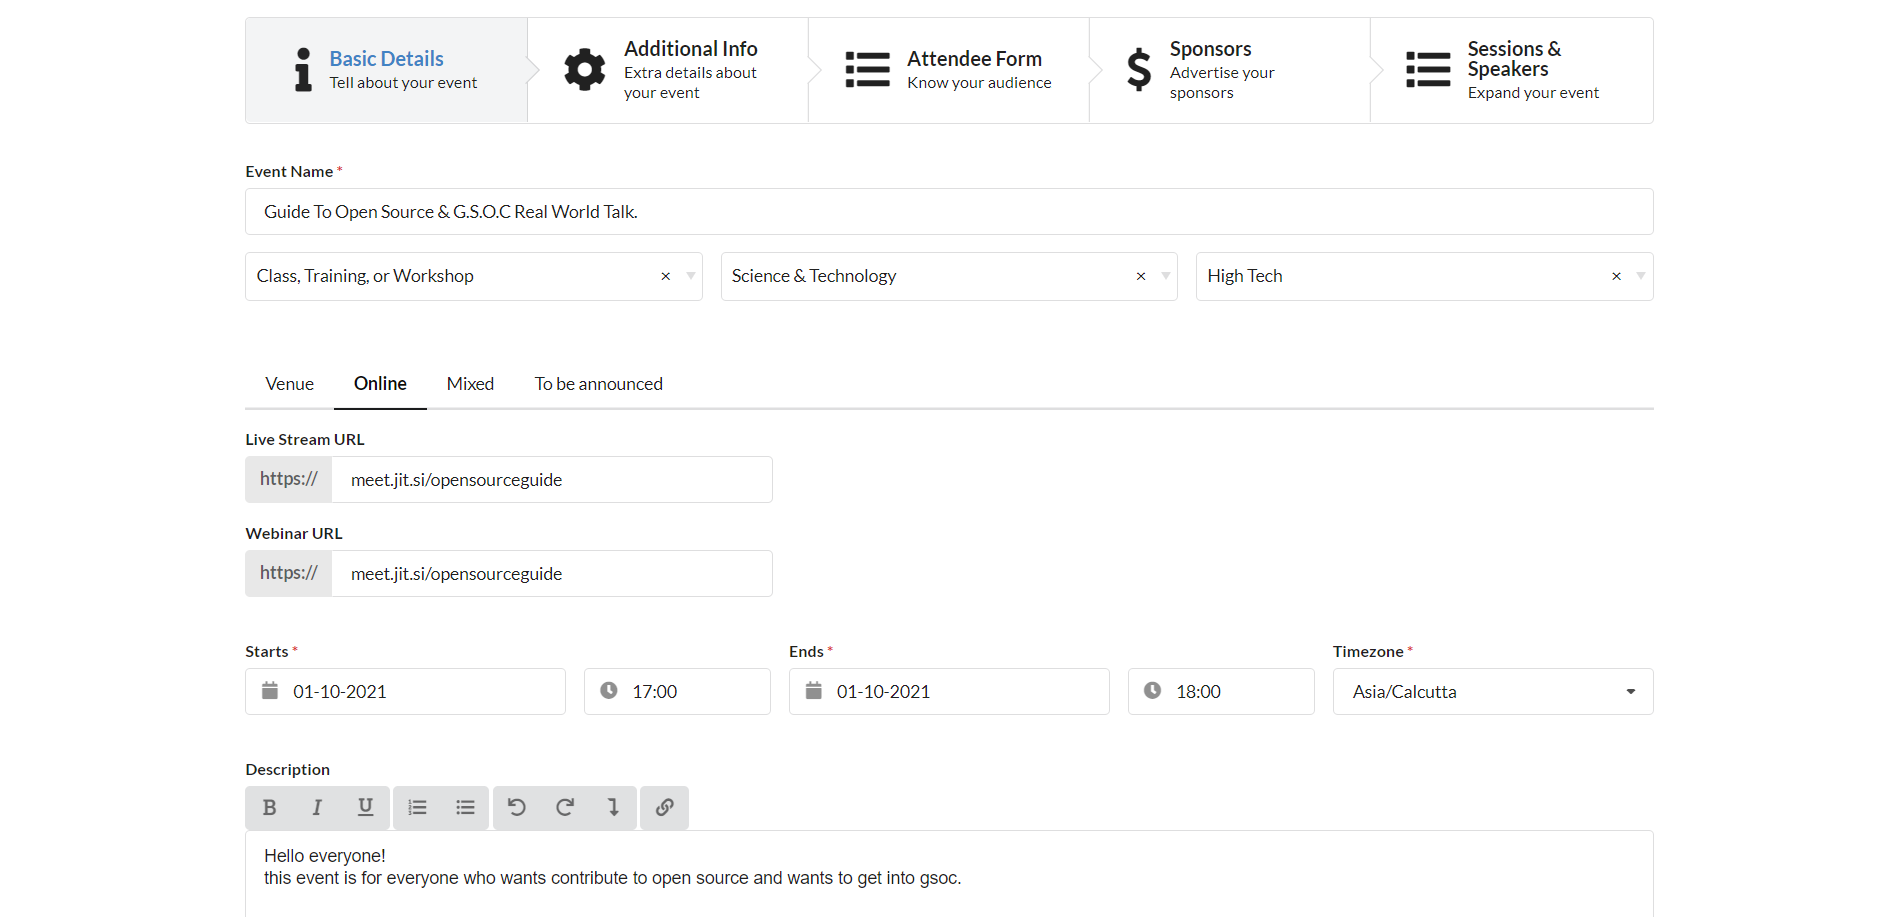 Basic Details
Tell about your event
Additional Info
Extra details about
your event
Attendee Form
Know your audience
Sponsors
Advertise your
sponsors
Sessions &
Speakers
Expand your event
Event Name *
Guide To Open Source & G.S.O.C Real World Talk.
Class, Training, or Workshop × Science & Technology × High Tech ×
Venue Online Mixed To be announced
Live Stream URL
https:// meet.jit.si/opensourceguide
Webinar URL
https:// meet.jit.si/opensourceguide
Starts * Ends * Timezone *
01-10-2021 17:00 01-10-2021 18:00 Asia/Calcutta
Description
B I U
Hello everyone!
this event is for everyone who wants contribute to open source and wants to get into gsoc.